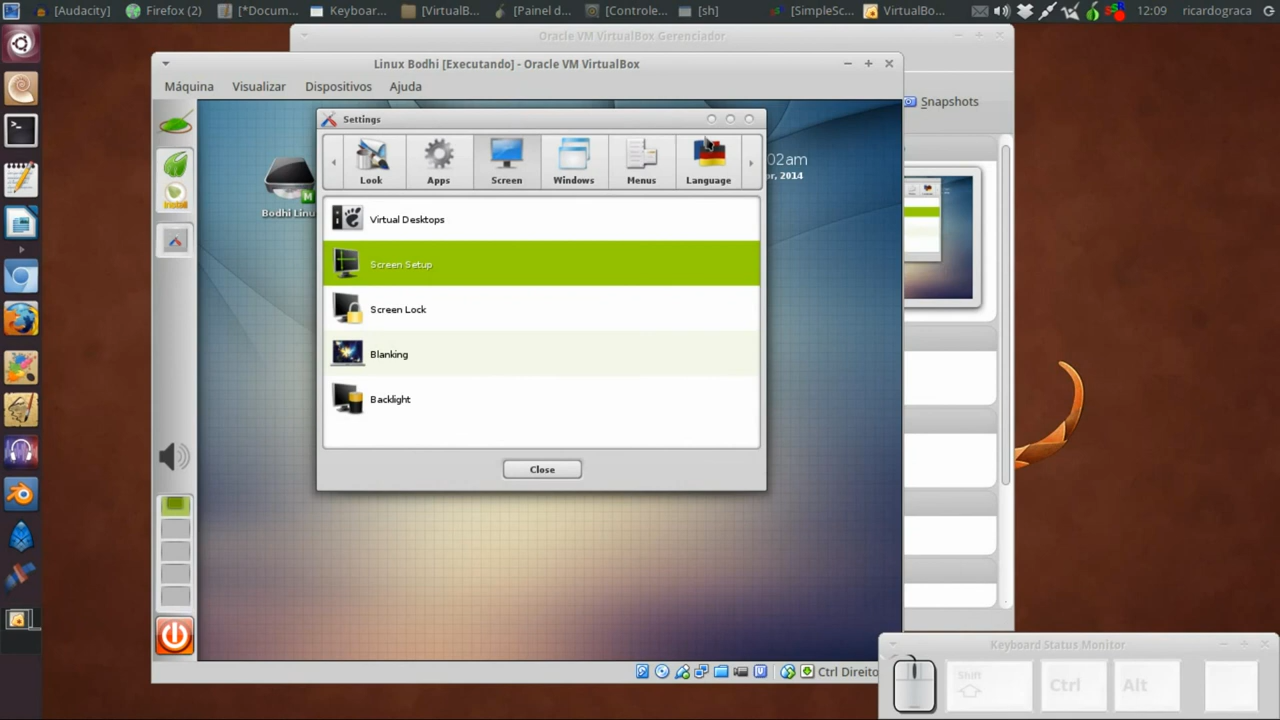 [Audacity]
Firefox (2)
[*Docum...
Keyboar...
[VirtualB...
[Painel d...
[Controle...
[sh]
[SimpleSc...
VirtualBo...
12:09
ricardograca
Oracle VM VirtualBox Gerenciador
Linux Bodhi [Executando] - Oracle VM VirtualBox
Máquina
Visualizar
Dispositivos
Ajuda
Snapshots
Settings
Look
Apps
Screen
Windows
Menus
Language
02am
r, 2014
Install
M
Bodhi Linu
Virtual Desktops
Screen Setup
Screen Lock
Blanking
Backlight
Close
Ctrl Direito
Keyboard Status Monitor
Shift
Ctrl
Alt